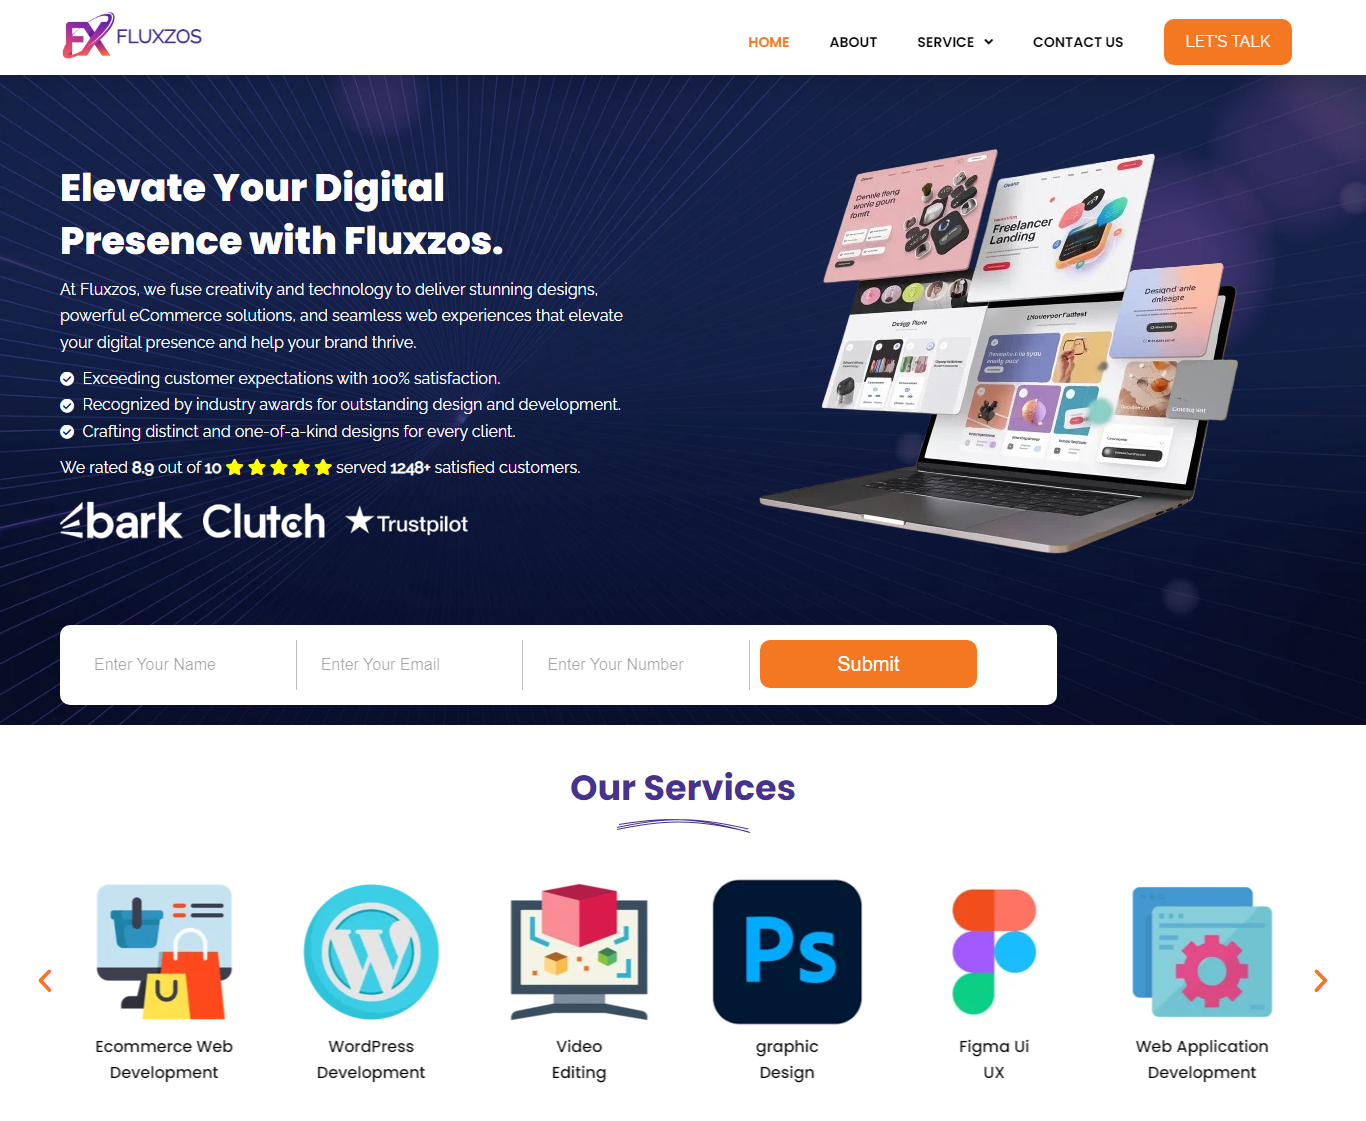 FX FLUXZOS
HOME ABOUT SERVICE CONTACT US LET'S TALK
Elevate Your Digital
Presence with Fluxzos.
At Fluxzos, we fuse creativity and technology to deliver stunning designs,
powerful eCommerce solutions, and seamless web experiences that elevate
your digital presence and help your brand thrive.
Exceeding customer expectations with 100% satisfaction.
Recognized by industry awards for outstanding design and development.
Crafting distinct and one-of-a-kind designs for every client.
We rated 8.9 out of 10 served 1248+ satisfied customers.
bark Clutch Trustpilot
Freelancer
Landing
Enter Your Name Enter Your Email Enter Your Number Submit
Our Services
Ps
Ecommerce Web
Development
WordPress
Development
Video
Editing
graphic
Design
Figma Ui
UX
Web Application
Development